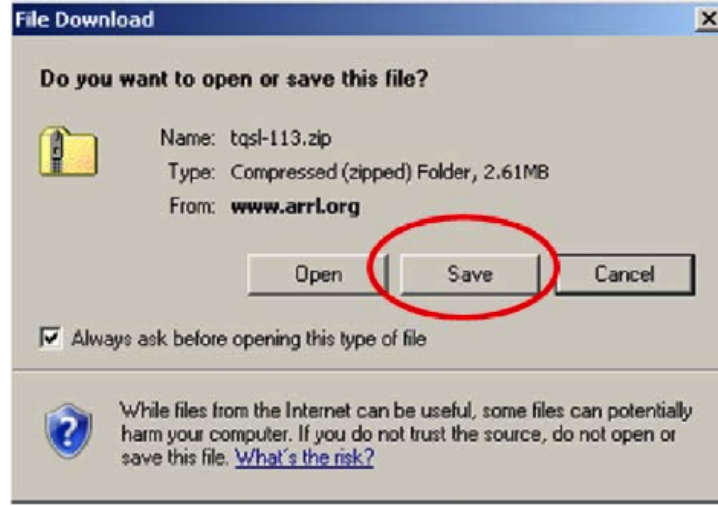 File Download
Do you want to open or save this file?
Name: tqsl-113.zip
Type: Compressed (zipped) Folder, 2.61MB
From: www.arrl.org
Open Save Cancel
Always ask before opening this type of file
While files from the Internet can be useful, some files can potentially
harm your computer. If you do not trust the source, do not open or
save this file. What's the risk?